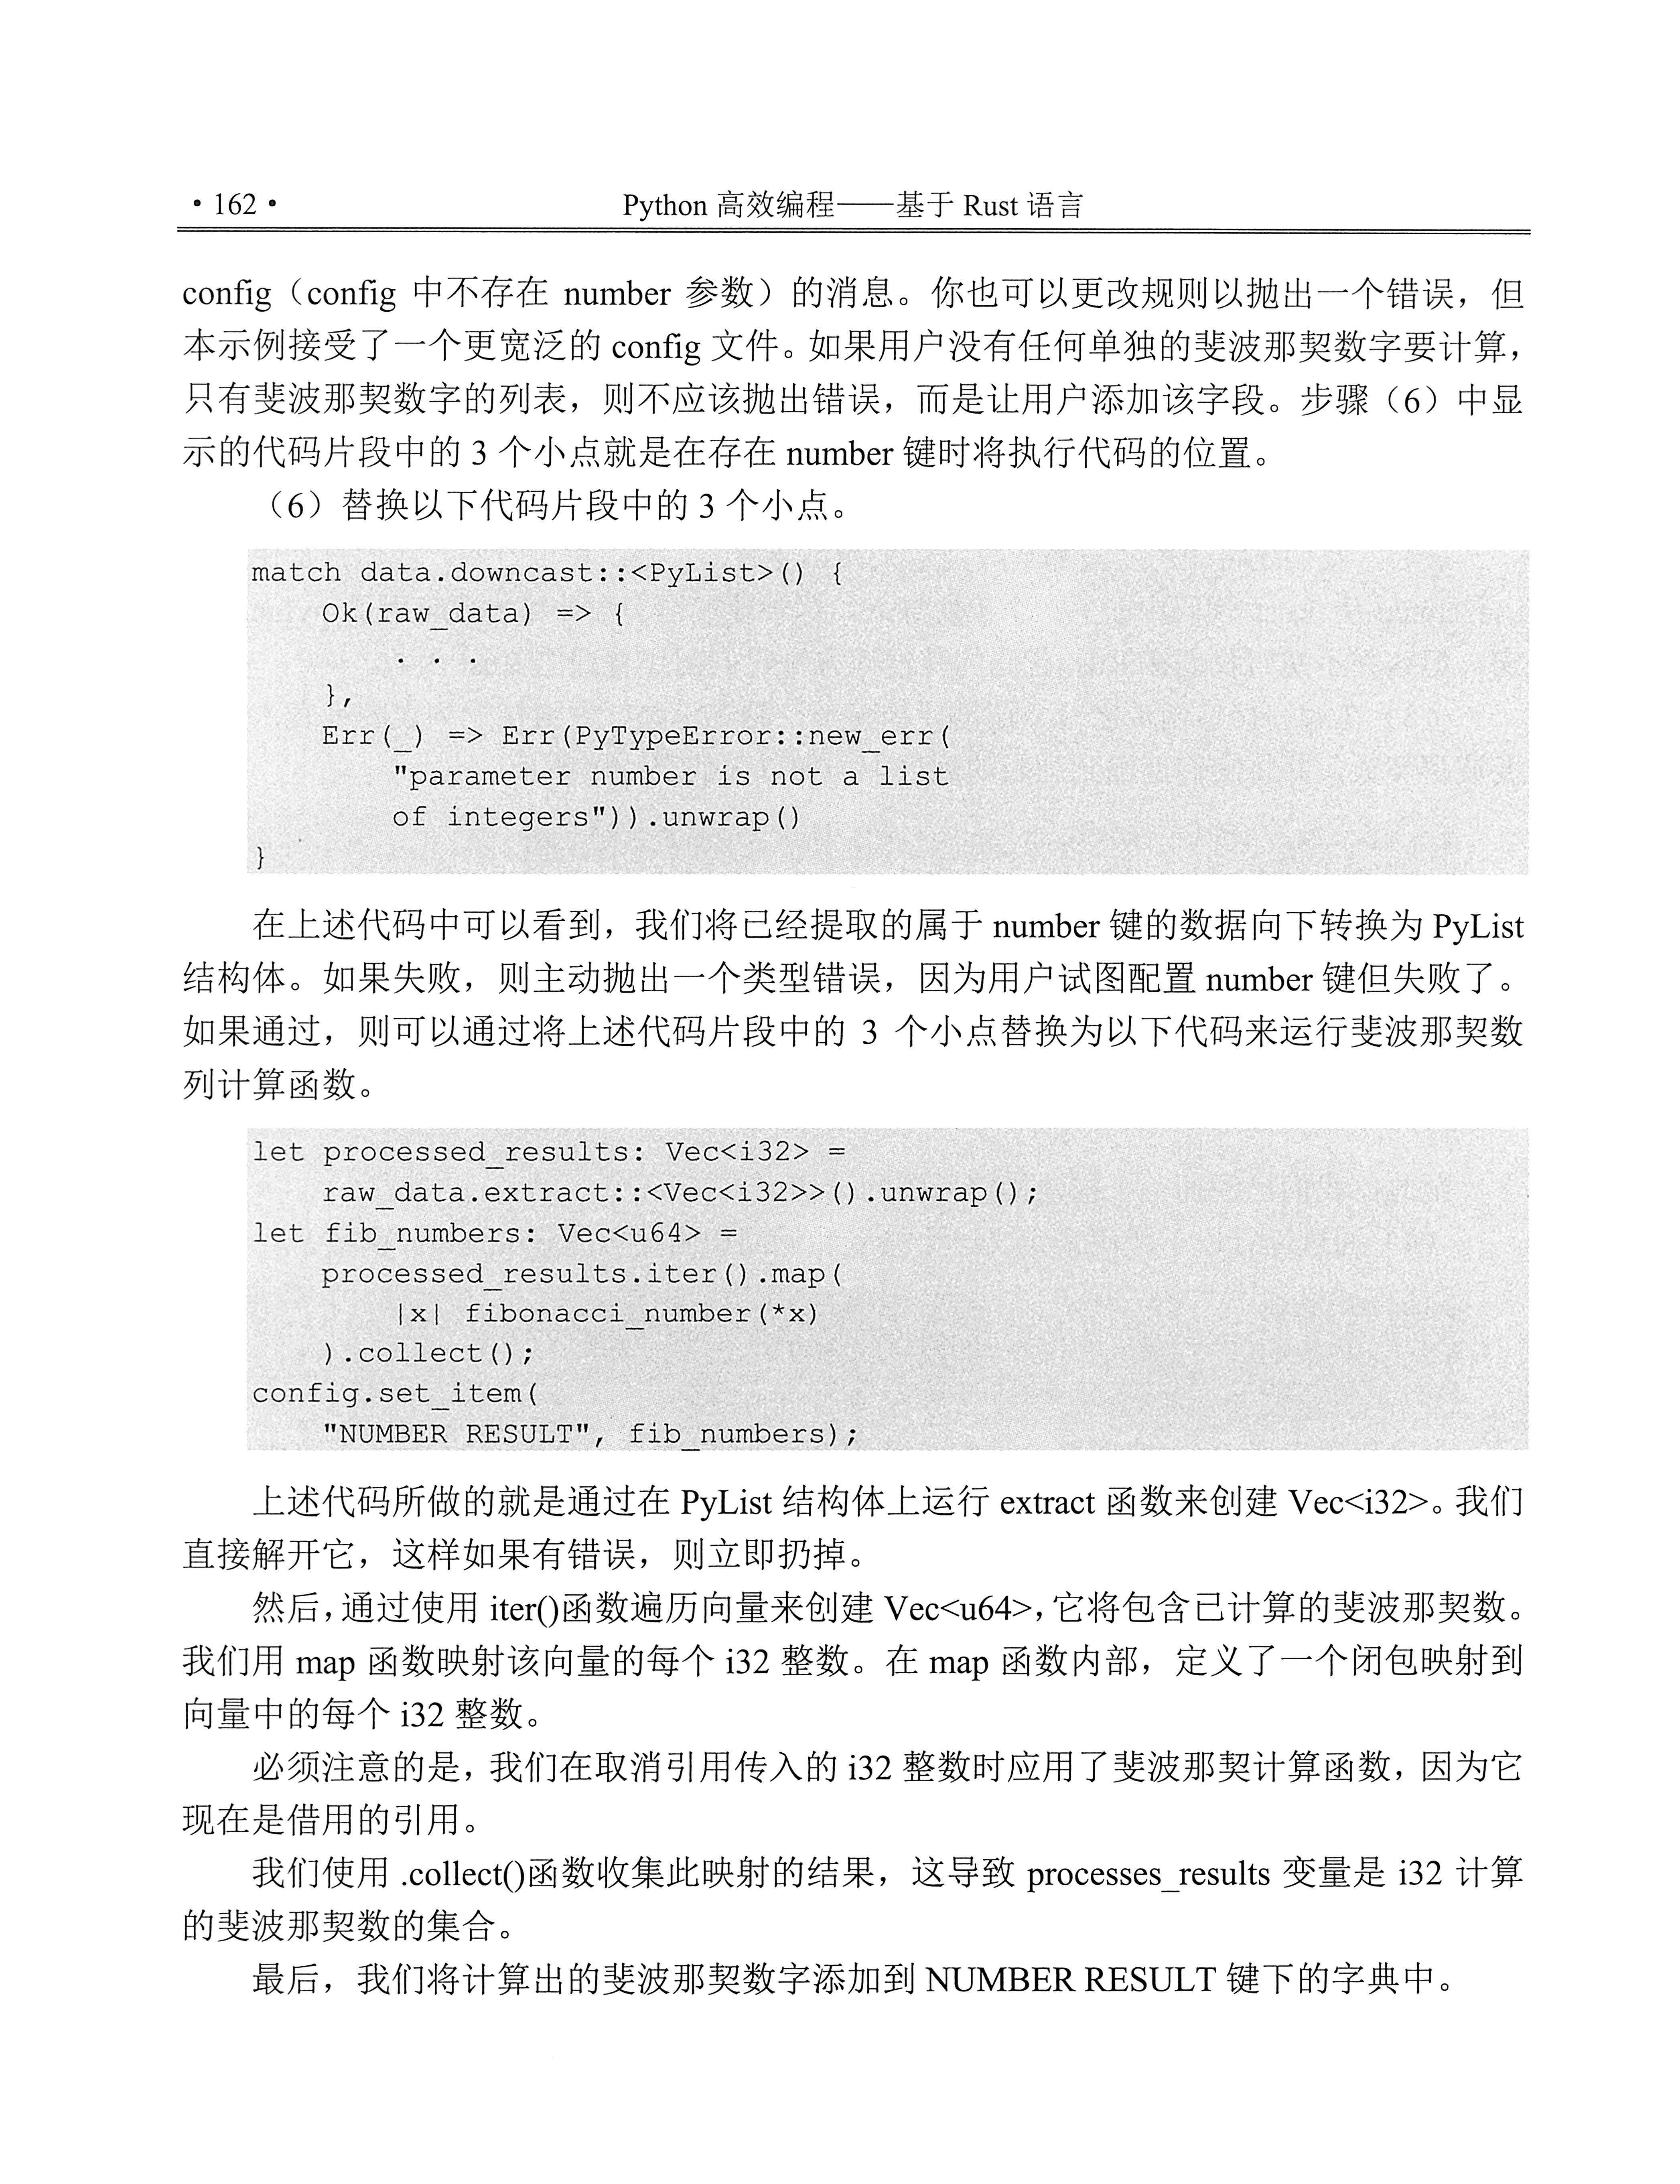 • 162 •
Python 高效编程——基于 Rust 语言
config（config 中不存在 number 参数）的消息。你也可以更改规则以抛出一个错误，但
本示例接受了一个更宽泛的 config 文件。如果用户没有任何单独的斐波那契数字要计算，
只有斐波那契数字的列表，则不应该抛出错误，而是让用户添加该字段。步骤（6）中显
示的代码片段中的 3 个小点就是在存在 number 键时将执行代码的位置。
（6）替换以下代码片段中的 3 个小点。
match data.downcast::<PyList>() {
    Ok(raw_data) => {
        . . .
    },
    Err(_) => Err(PyTypeError::new_err(
        "parameter number is not a list
        of integers")).unwrap()
}
在上述代码中可以看到，我们将已经提取的属于 number 键的数据向下转换为 PyList
结构体。如果失败，则主动抛出一个类型错误，因为用户试图配置 number 键但失败了。
如果通过，则可以通过将上述代码片段中的 3 个小点替换为以下代码来运行斐波那契数
列计算函数。
let processed_results: Vec<i32> =
    raw_data.extract::<Vec<i32>>().unwrap();
let fib_numbers: Vec<u64> =
    processed_results.iter().map(
        |x| fibonacci_number(*x)
    ).collect();
config.set_item(
    "NUMBER RESULT", fib_numbers);
上述代码所做的就是通过在 PyList 结构体上运行 extract 函数来创建 Vec<i32>。我们
直接解开它，这样如果有错误，则立即扔掉。
然后，通过使用 iter()函数遍历向量来创建 Vec<u64>，它将包含已计算的斐波那契数。
我们用 map 函数映射该向量的每个 i32 整数。在 map 函数内部，定义了一个闭包映射到
向量中的每个 i32 整数。
必须注意的是，我们在取消引用传入的 i32 整数时应用了斐波那契计算函数，因为它
现在是借用的引用。
我们使用 .collect()函数收集此映射的结果，这导致 processes_results 变量是 i32 计算
的斐波那契数的集合。
最后，我们将计算出的斐波那契数字添加到 NUMBER RESULT 键下的字典中。